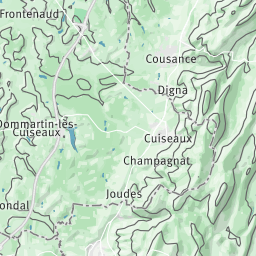 Frontenaud
Cousance
Digna
Dommartin-lès-
Cuiseaux
Cuiseaux
Champagnat
Joudes
ondal